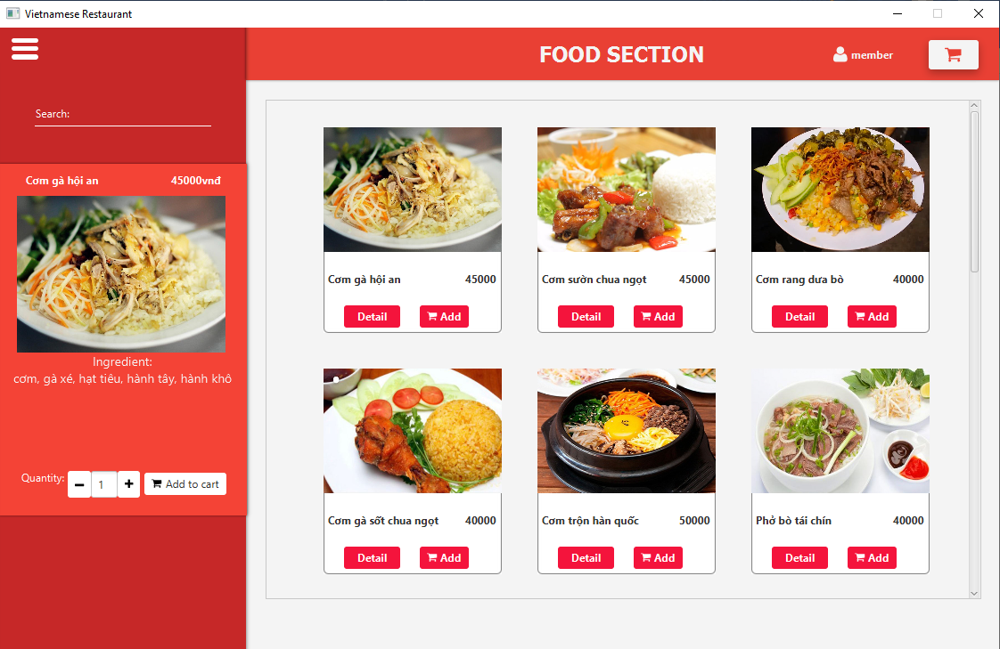 Vietnamese Restaurant
FOOD SECTION
member
Search:
Cơm gà hội an 45000vnđ
Ingredient:
cơm, gà xé, hạt tiêu, hành tây, hành khô
Quantity: 1 Add to cart
Cơm gà hội an 45000
Detail Add
Cơm sườn chua ngọt 45000
Detail Add
Cơm rang dưa bò 40000
Detail Add
Cơm gà sốt chua ngọt 40000
Detail Add
Cơm trộn hàn quốc 50000
Detail Add
Phở bò tái chín 40000
Detail Add